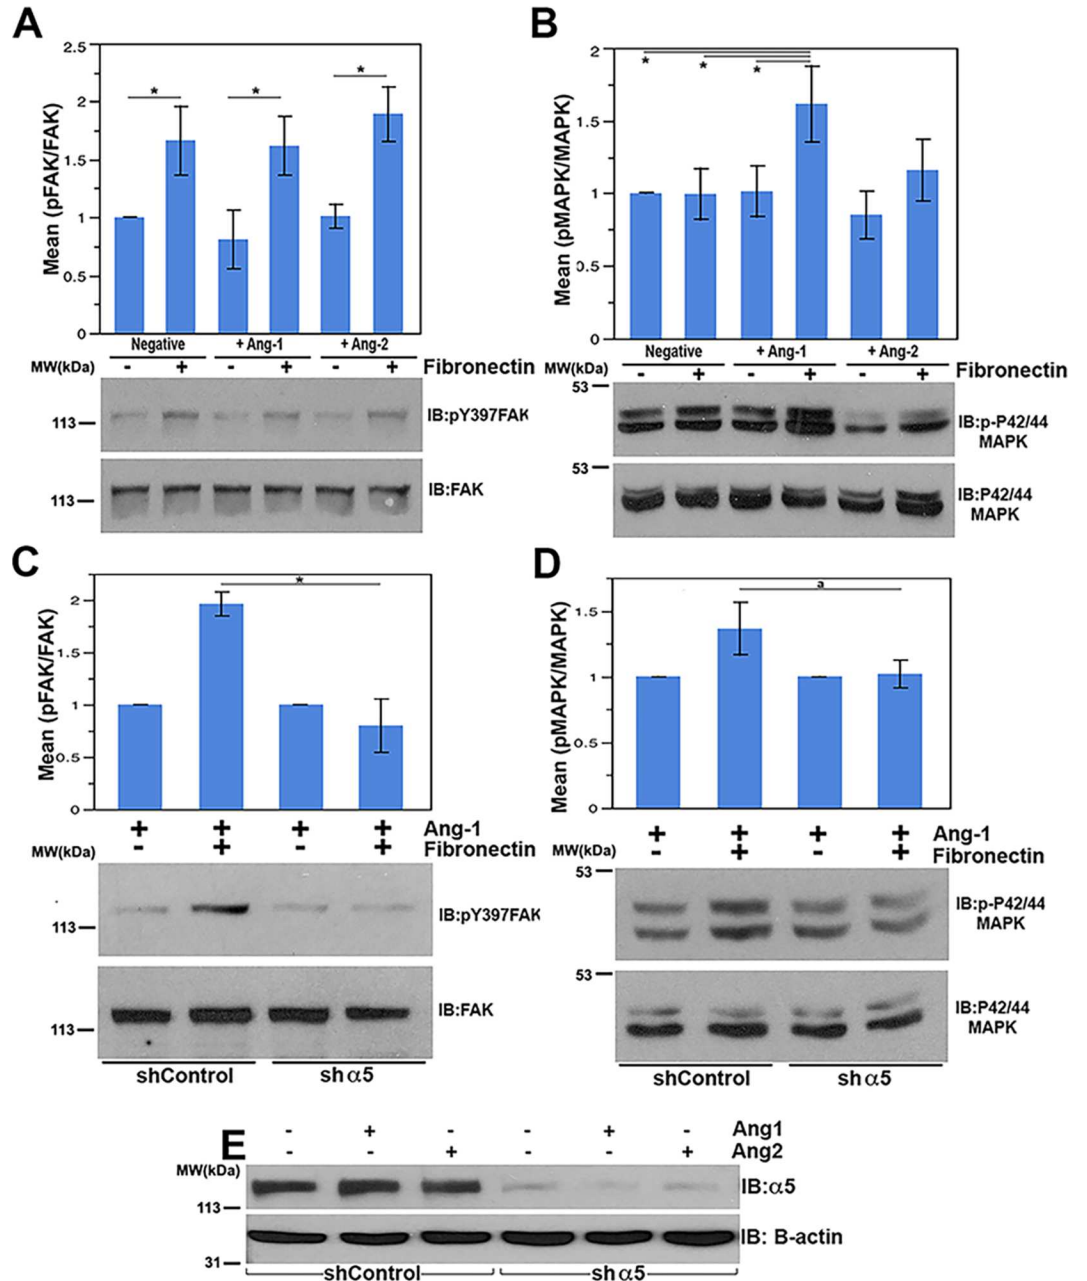 A
2.5
2
1.5
1
0.5
0
Mean (pFAK/FAK)
* * *
Negative + Ang-1 + Ang-2
MW(kDa) - + - + - + Fibronectin
113 IB:pY397FAK
113 IB:FAK
B
2
1.5
1
0.5
0
Mean (pMAPK/MAPK)
* * *
Negative + Ang-1 + Ang-2
MW(kDa) - + - + - + Fibronectin
53
IB:p-P42/44
MAPK
53
IB:P42/44
MAPK
C
2
1.5
1
0.5
0
Mean (pFAK/FAK)
*
+ + + + Ang-1
MW(kDa) - + - + Fibronectin
113 IB:pY397FAK
113 IB:FAK
shControl shα5
D
1.5
1
0.5
0
Mean (pMAPK/MAPK)
a
+ + + + Ang-1
MW(kDa) - + - + Fibronectin
53
IB:p-P42/44
MAPK
53
IB:P42/44
MAPK
shControl shα5
E
- + - - + - Ang1
- - + - - + Ang2
MW(kDa)
113 IB:α5
31 IB: B-actin
shControl shα5